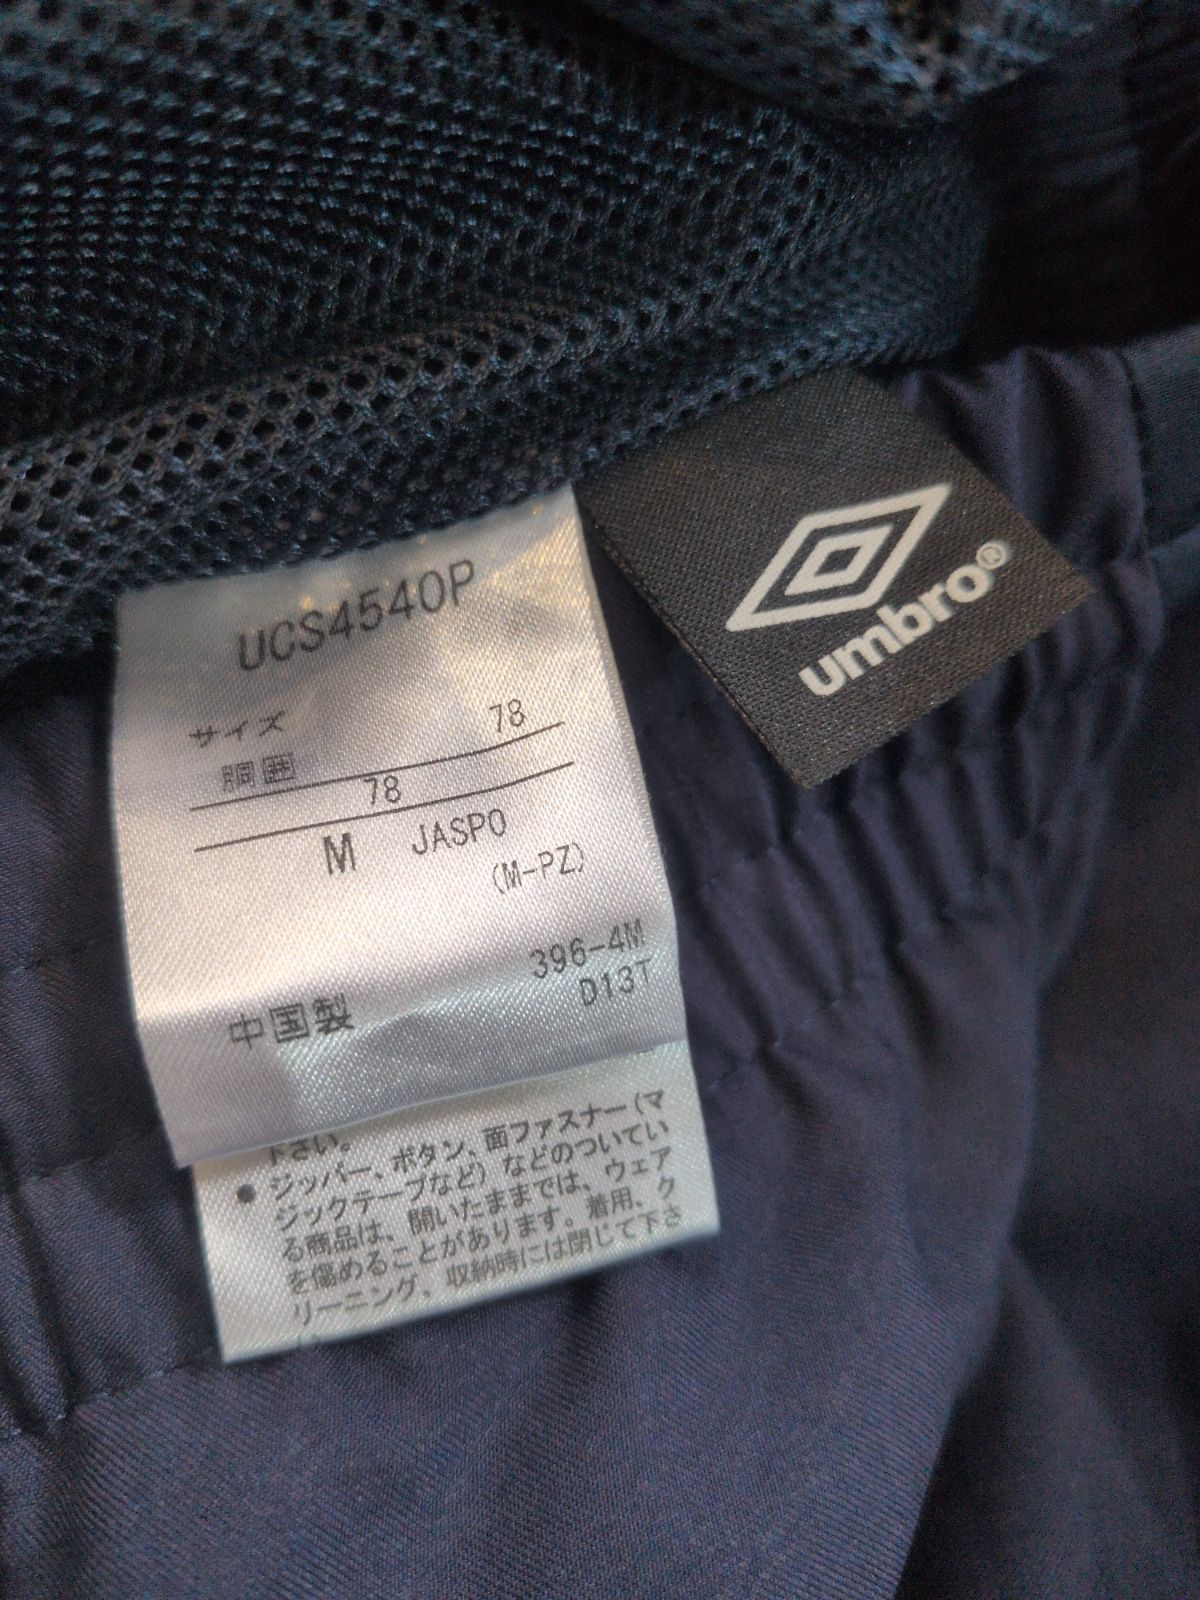 UCS4540P
サイズ 78
胴囲 78
M JASPO
(M-PZ)
396-4M
D13T
中国製
下さい。
● ジッパー、ボタン、面ファスナー(マ
ジックテープなど)などのついてい
る商品は、開いたままでは、ウェア
を傷めることがあります。着用、ク
リーニング、収納時には閉じて下さ
umbro®